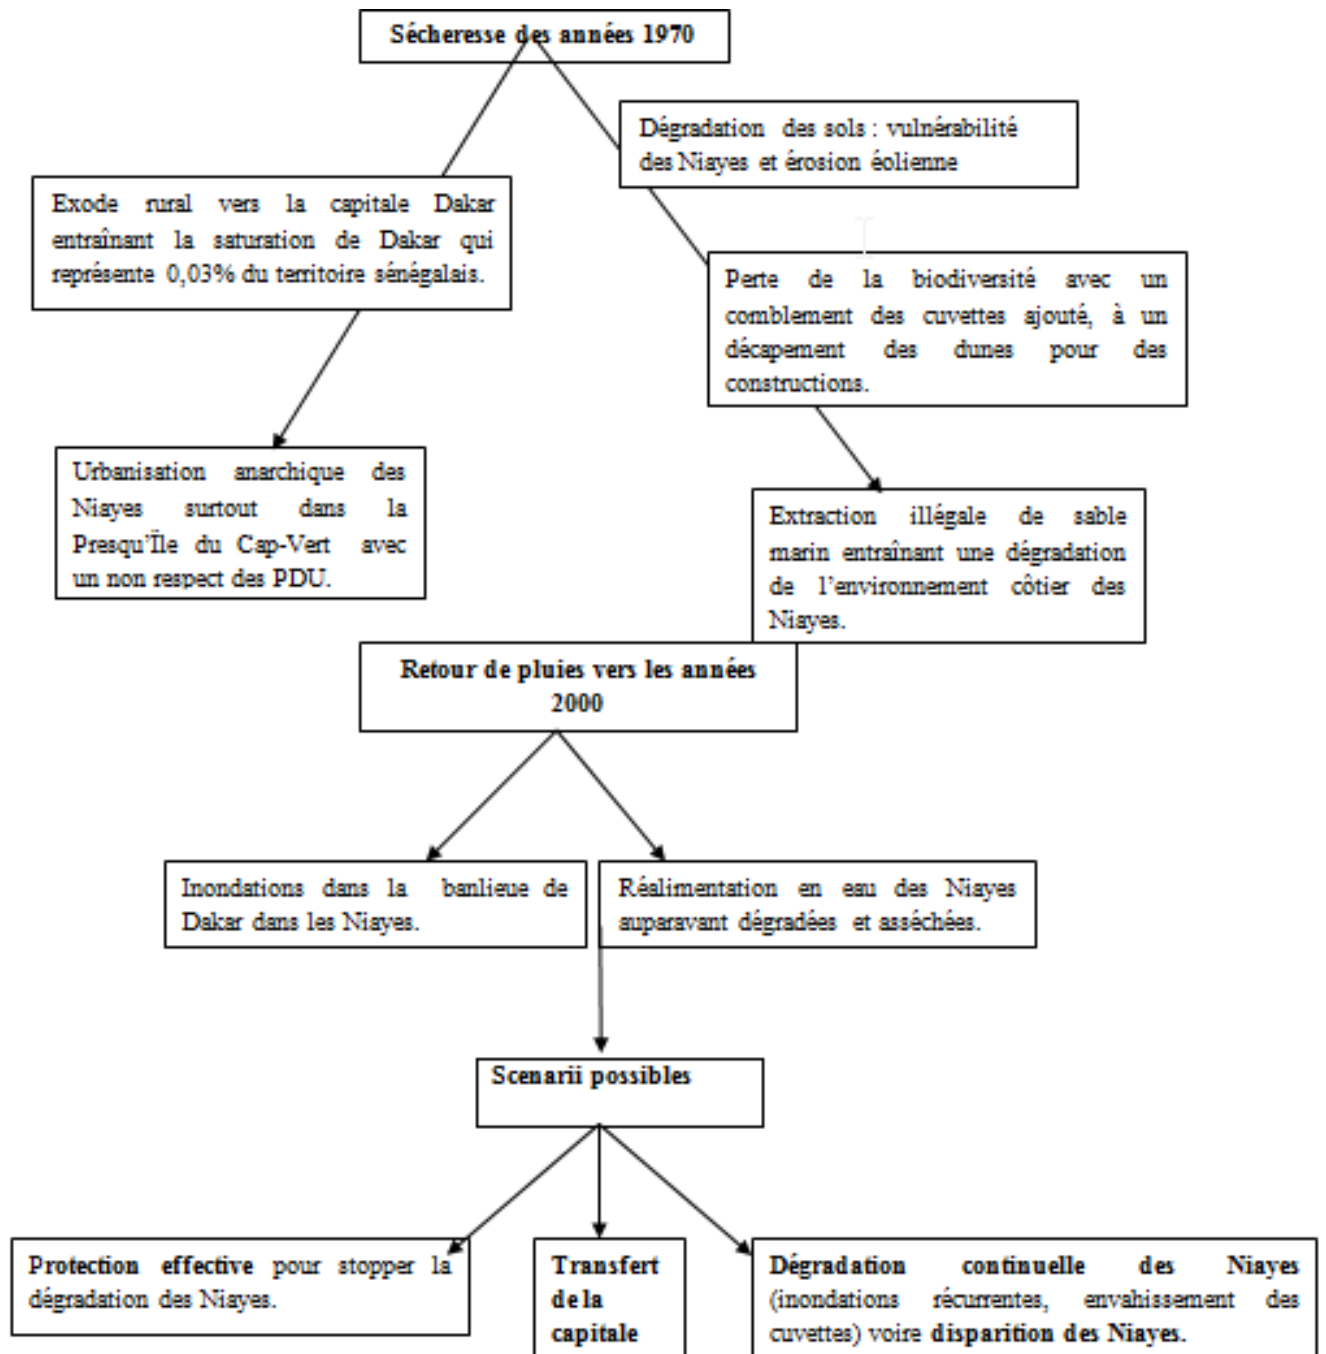 Sécheresse des années 1970
Dégradation des sols : vulnérabilité
des Niayes et érosion éolienne
Exode rural vers la capitale Dakar
entraînant la saturation de Dakar qui
représente 0,03% du territoire sénégalais.
Perte de la biodiversité avec un
comblement des cuvettes ajouté, à un
décapement des dunes pour des
constructions.
Urbanisation anarchique des
Niayes surtout dans la
Presqu'Île du Cap-Vert avec
un non respect des PDU.
Extraction illégale de sable
marin entraînant une dégradation
de l'environnement côtier des
Niayes.
Retour de pluies vers les années
2000
Inondations dans la banlieue de
Dakar dans les Niayes.
Réalimentation en eau des Niayes
auparavant dégradées et asséchées.
Scenarii possibles
Protection effective pour stopper la
dégradation des Niayes.
Transfert
de la
capitale
Dégradation continuelle des Niayes
(inondations récurrentes, envahissement des
cuvettes) voire disparition des Niayes.